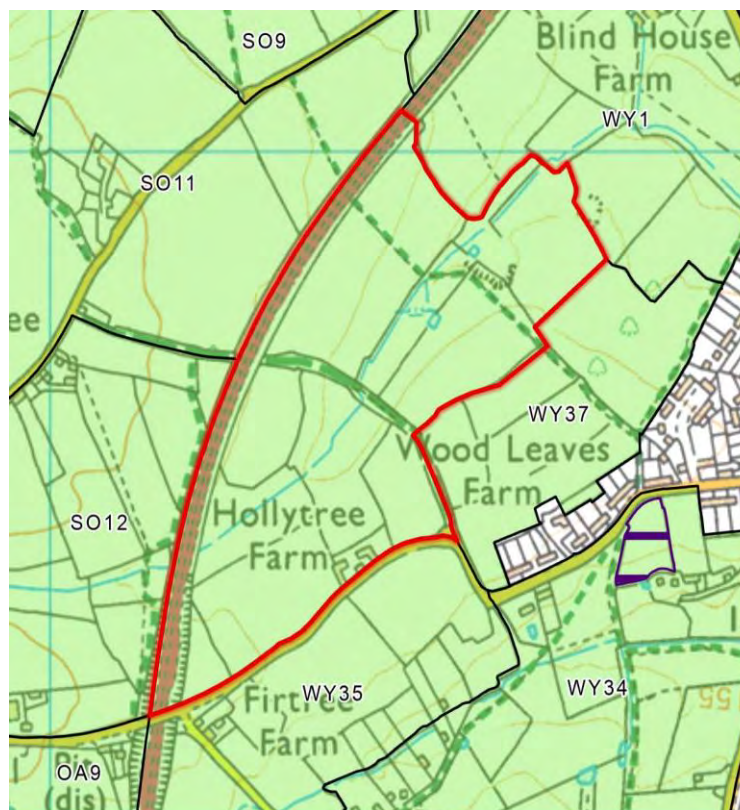 SO9
Blind House
Farm
WY1
SO11
ee
WY37
Wood Leaves
Farm
SO12
Hollytree
Farm
WY35
WY34
Firtree
Farm
OA9
(dis)